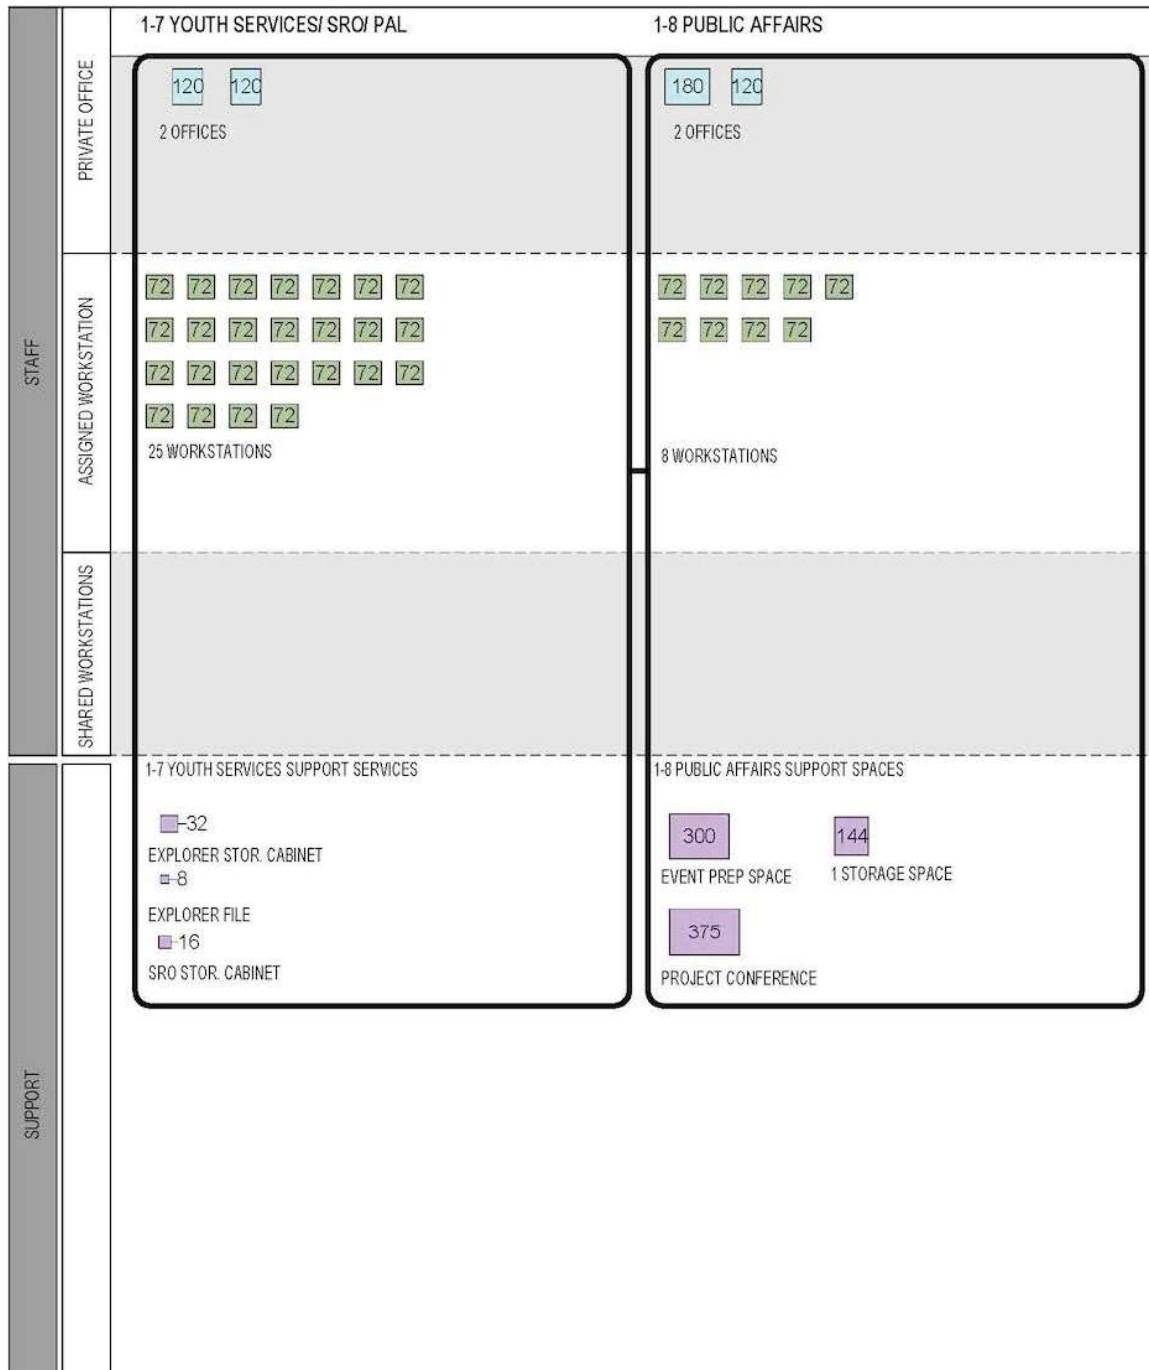 1-7 YOUTH SERVICES/ SRO/ PAL
1-8 PUBLIC AFFAIRS
STAFF
PRIVATE OFFICE
120 120
2 OFFICES
180 120
2 OFFICES
ASSIGNED WORKSTATION
72 72 72 72 72 72 72
72 72 72 72 72 72 72
72 72 72 72 72 72 72
72 72 72 72
25 WORKSTATIONS
72 72 72 72 72
72 72 72 72
8 WORKSTATIONS
SHARED WORKSTATIONS
SUPPORT
1-7 YOUTH SERVICES SUPPORT SERVICES
32
EXPLORER STOR. CABINET
8
EXPLORER FILE
16
SRO STOR. CABINET
1-8 PUBLIC AFFAIRS SUPPORT SPACES
300
EVENT PREP SPACE
144
1 STORAGE SPACE
375
PROJECT CONFERENCE